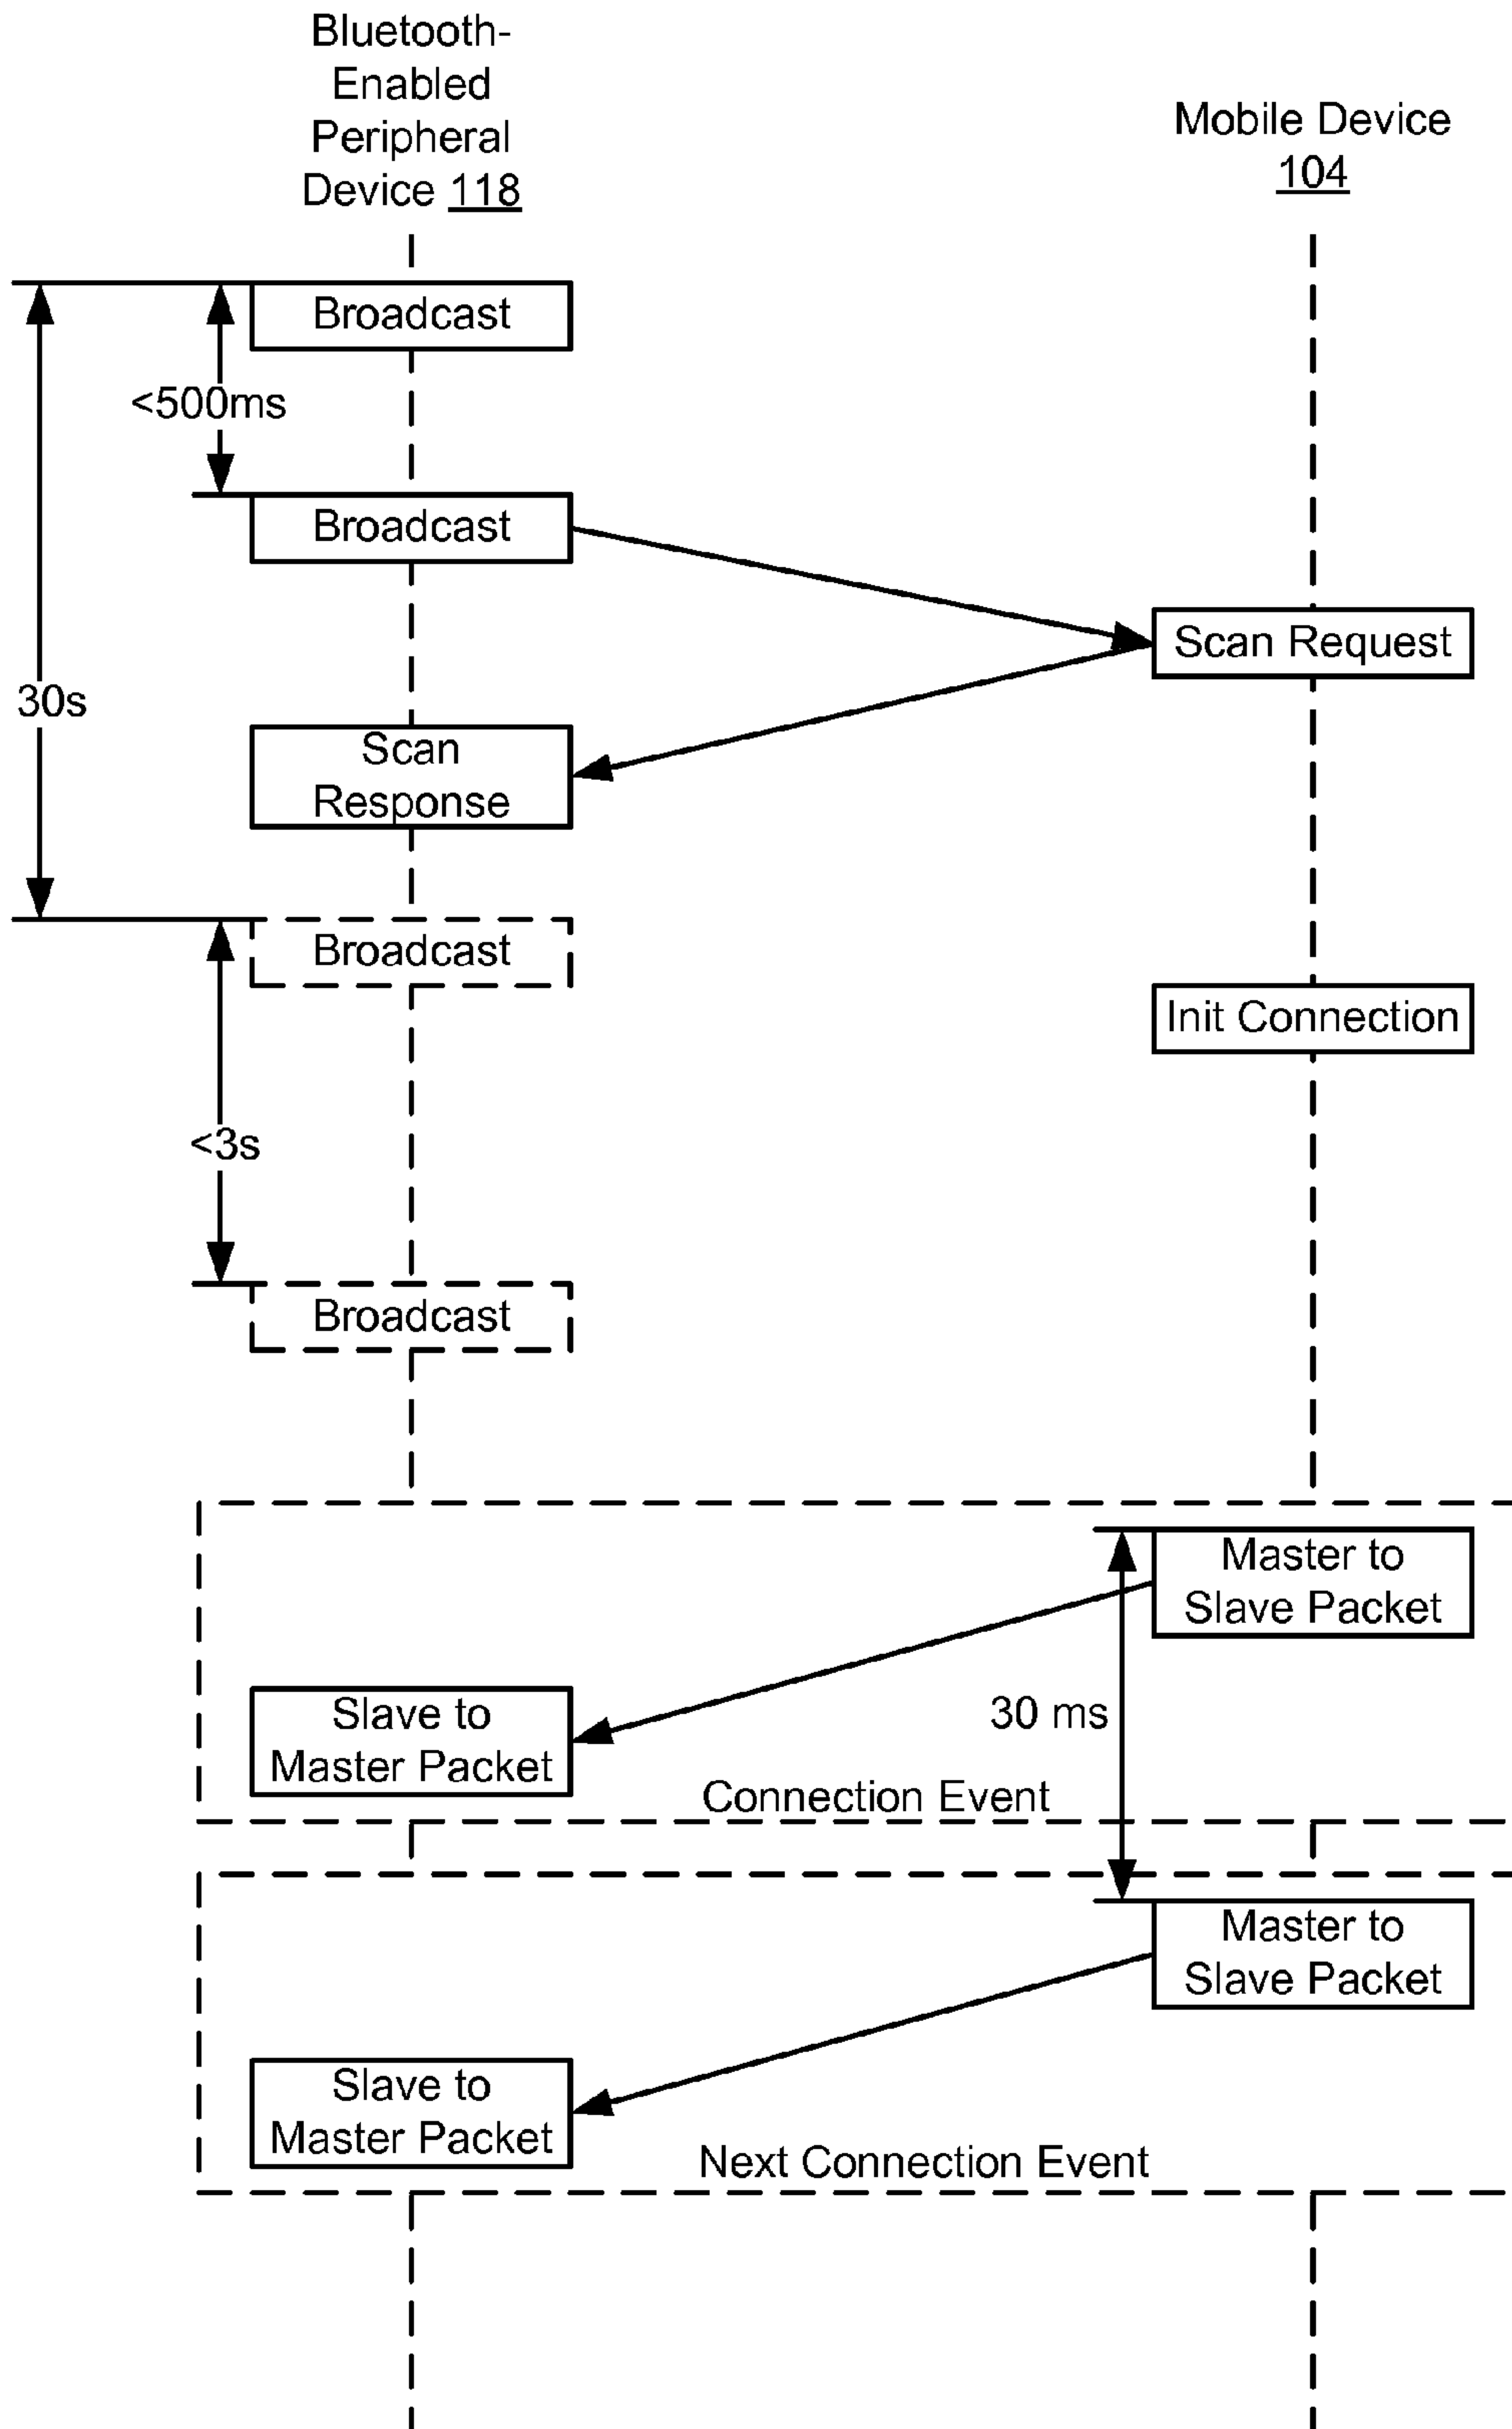 Bluetooth-
Enabled
Peripheral
Device 118
Mobile Device
104
Broadcast
<500ms
Broadcast
Scan Request
30s
Scan
Response
Broadcast
Init Connection
<3s
Broadcast
Master to
Slave Packet
Slave to
Master Packet
30 ms
Connection Event
Master to
Slave Packet
Slave to
Master Packet
Next Connection Event